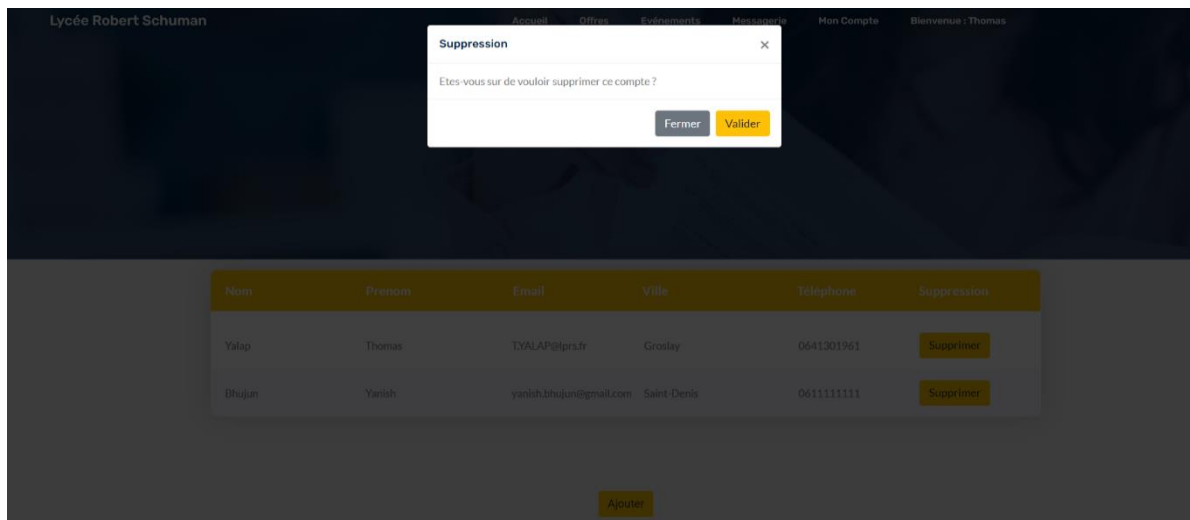 Lycée Robert Schuman Accueil Offres Evénements Messagerie Mon Compte Bienvenue : Thomas
Suppression ×
Etes-vous sur de vouloir supprimer ce compte ?
Fermer Valider
Nom Prenom Email Ville Téléphone Suppression
Yalap Thomas T.YALAP@lprs.fr Groslay 0641301961 Supprimer
Bhujun Yanish yanish.bhujun@gmail.com Saint-Denis 0611111111 Supprimer
Ajouter